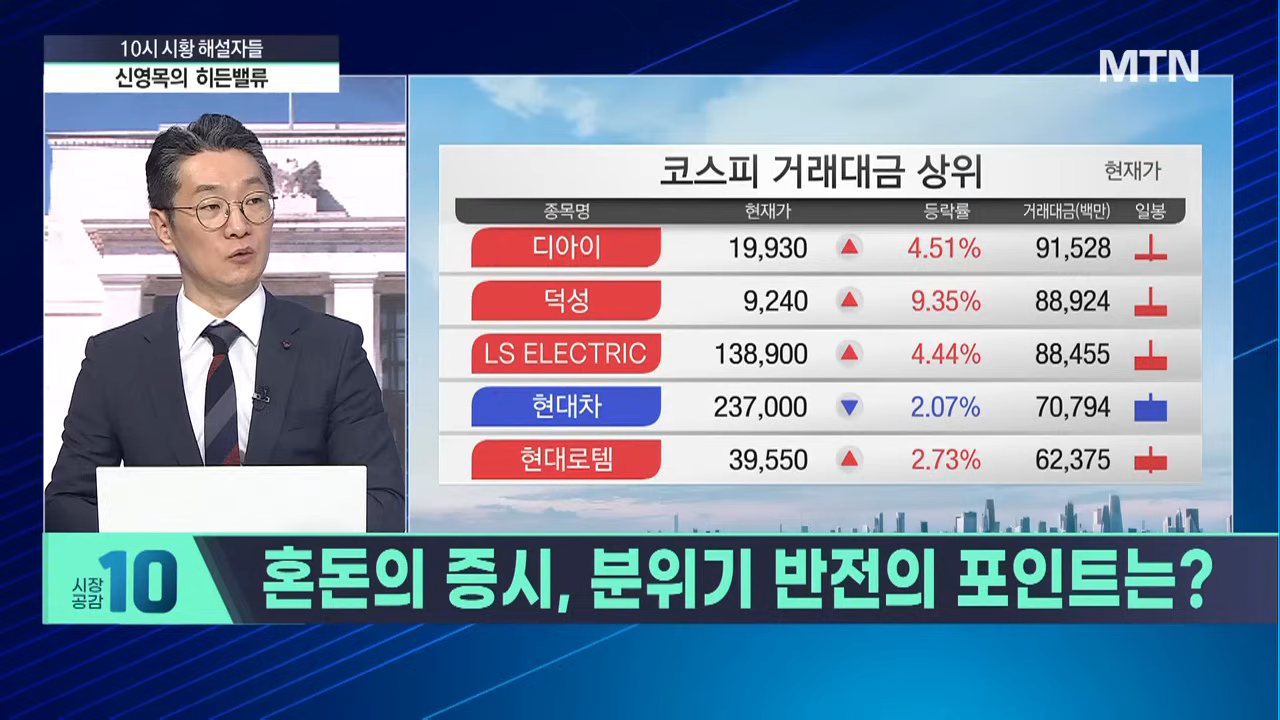 10시 시황 해설자들
신영목의 히든밸류
MTN
코스피 거래대금 상위
현재가
종목명 현재가 등락률 거래대금(백만) 일봉
디아이 19,930 ▲ 4.51% 91,528
덕성 9,240 ▲ 9.35% 88,924
LS ELECTRIC 138,900 ▲ 4.44% 88,455
현대차 237,000 ▼ 2.07% 70,794
현대로템 39,550 ▲ 2.73% 62,375
시장공감 10
혼돈의 증시, 분위기 반전의 포인트는?